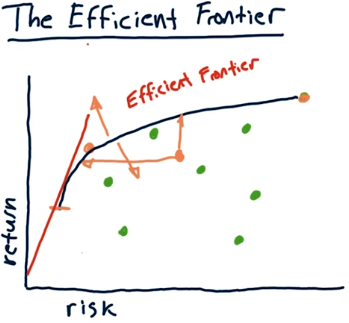 The Efficient Frontier
Efficient Frontier
return
risk